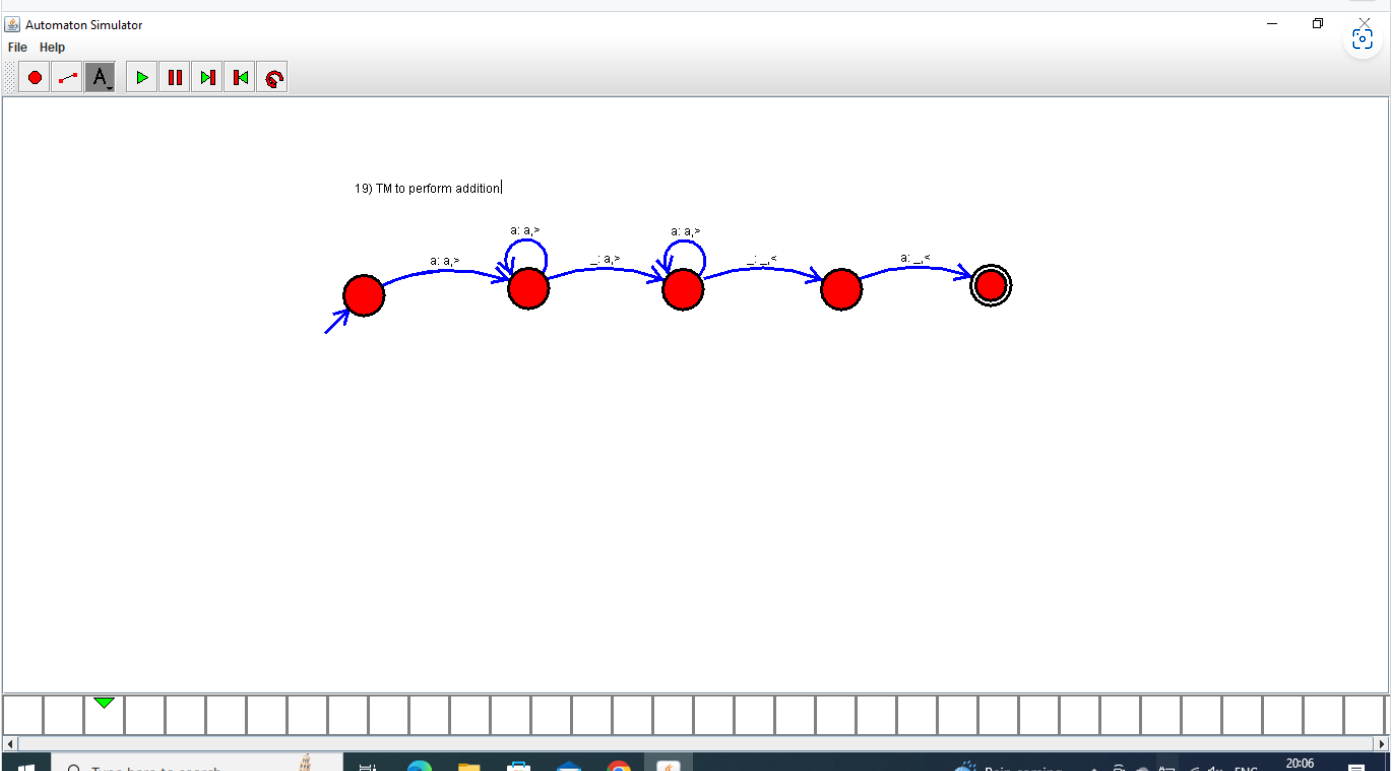 Automaton Simulator
File Help
A
19) TM to perform addition
a: a,> a: a,>
a: a,> _: a,> _: _,< a: _,<
20:06
Type here to search
Rain coming
ENG